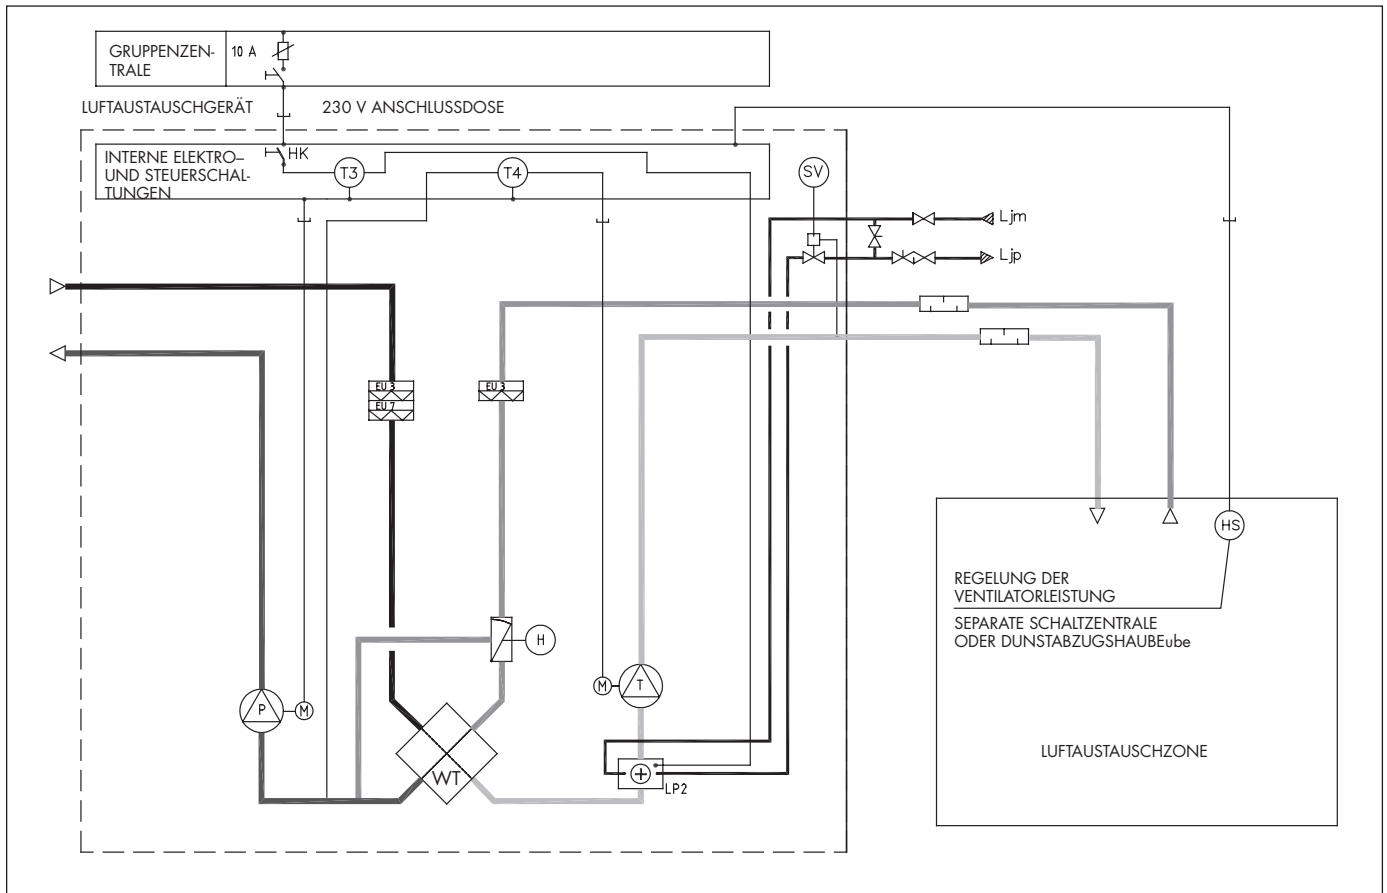 GRUPPENZEN-
TRALE
10 A
LUFTAUSTAUSCHGERÄT
230 V ANSCHLUSSDOSE
INTERNE ELEKTRO–
UND STEUERSCHAL-
TUNGEN
HK
T3
T4
SV
Ljm
Ljp
EU 3
EU 7
EU 3
HS
REGELUNG DER
VENTILATORLEISTUNG
SEPARATE SCHALTZENTRALE
ODER DUNSTABZUGSHAUBEube
H
P
M
M
T
WT
LP2
LUFTAUSTAUSCHZONE